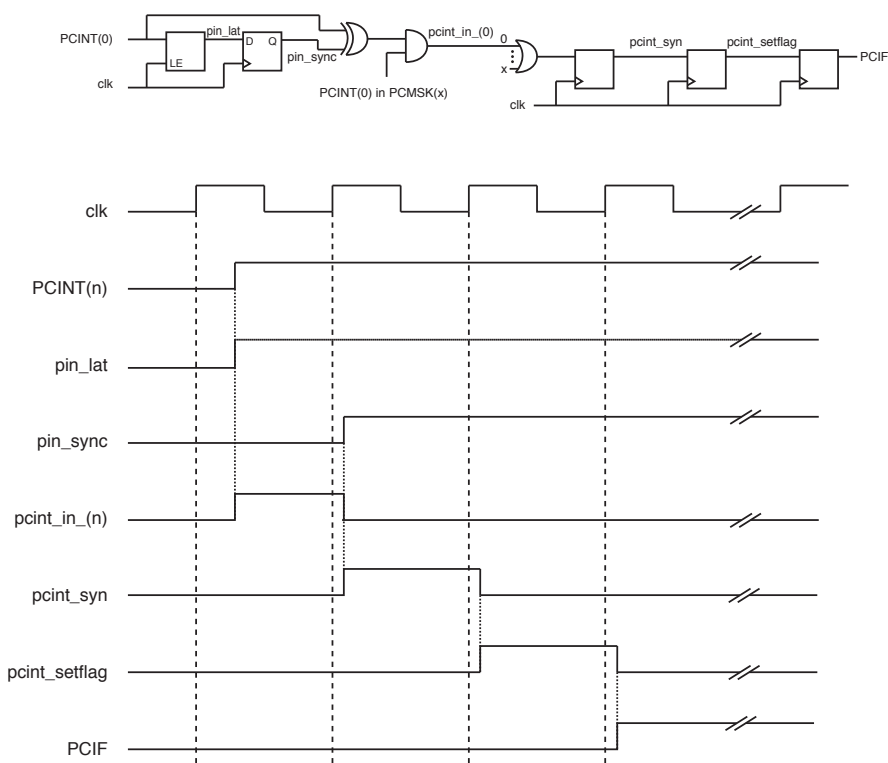 PCINT(0)
LE
pin_lat
D Q
pin_sync
clk
PCINT(0) in PCMSK(x)
pcint_in_(0)
0
x
clk
pcint_syn
pcint_setflag
PCIF
clk
PCINT(n)
pin_lat
pin_sync
pcint_in_(n)
pcint_syn
pcint_setflag
PCIF